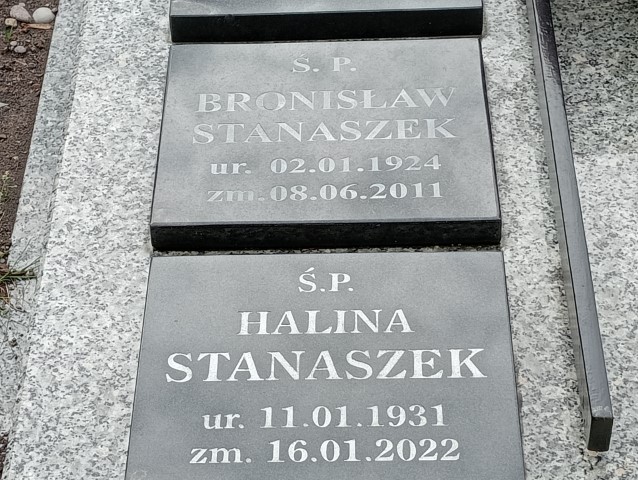 Ś. P.
BRONISŁAW
STANASZEK
ur. 02.01.1924
zm. 08.06.2011
Ś.P.
HALINA
STANASZEK
ur. 11.01.1931
zm. 16.01.2022